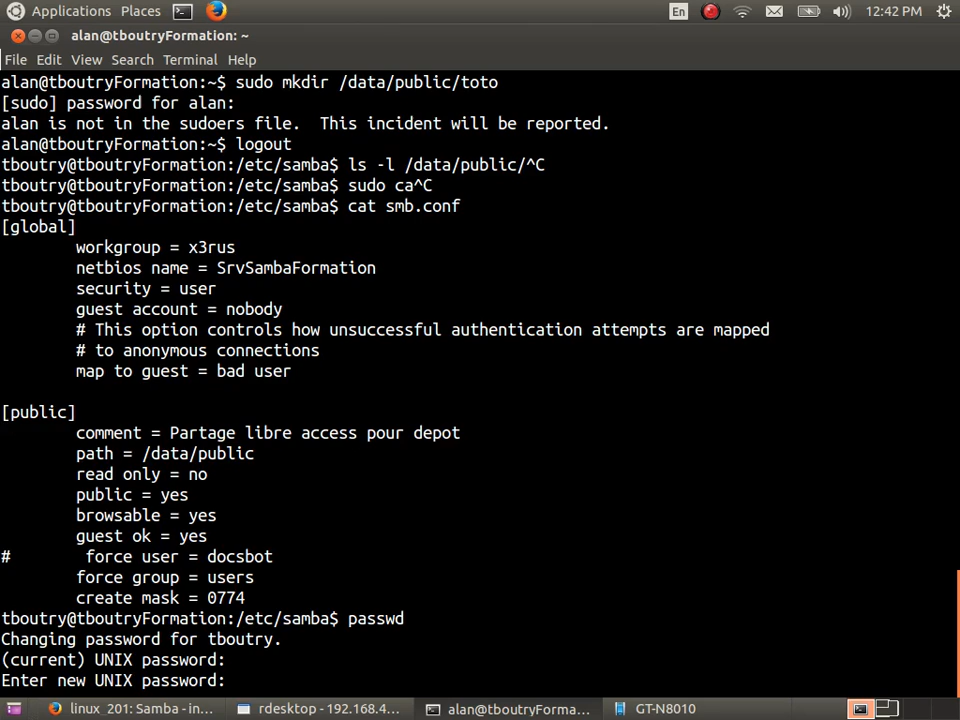 Applications Places En 12:42 PM
alan@tboutryFormation: ~
File Edit View Search Terminal Help
alan@tboutryFormation:~$ sudo mkdir /data/public/toto
[sudo] password for alan:
alan is not in the sudoers file.  This incident will be reported.
alan@tboutryFormation:~$ logout
tboutry@tboutryFormation:/etc/samba$ ls -l /data/public/^C
tboutry@tboutryFormation:/etc/samba$ sudo ca^C
tboutry@tboutryFormation:/etc/samba$ cat smb.conf
[global]
workgroup = x3rus
netbios name = SrvSambaFormation
security = user
guest account = nobody
# This option controls how unsuccessful authentication attempts are mapped
# to anonymous connections
map to guest = bad user
[public]
comment = Partage libre access pour depot
path = /data/public
read only = no
public = yes
browsable = yes
guest ok = yes
#        force user = docsbot
force group = users
create mask = 0774
tboutry@tboutryFormation:/etc/samba$ passwd
Changing password for tboutry.
(current) UNIX password:
Enter new UNIX password:
linux_201: Samba - in... rdesktop - 192.168.4... alan@tboutryForma... GT-N8010